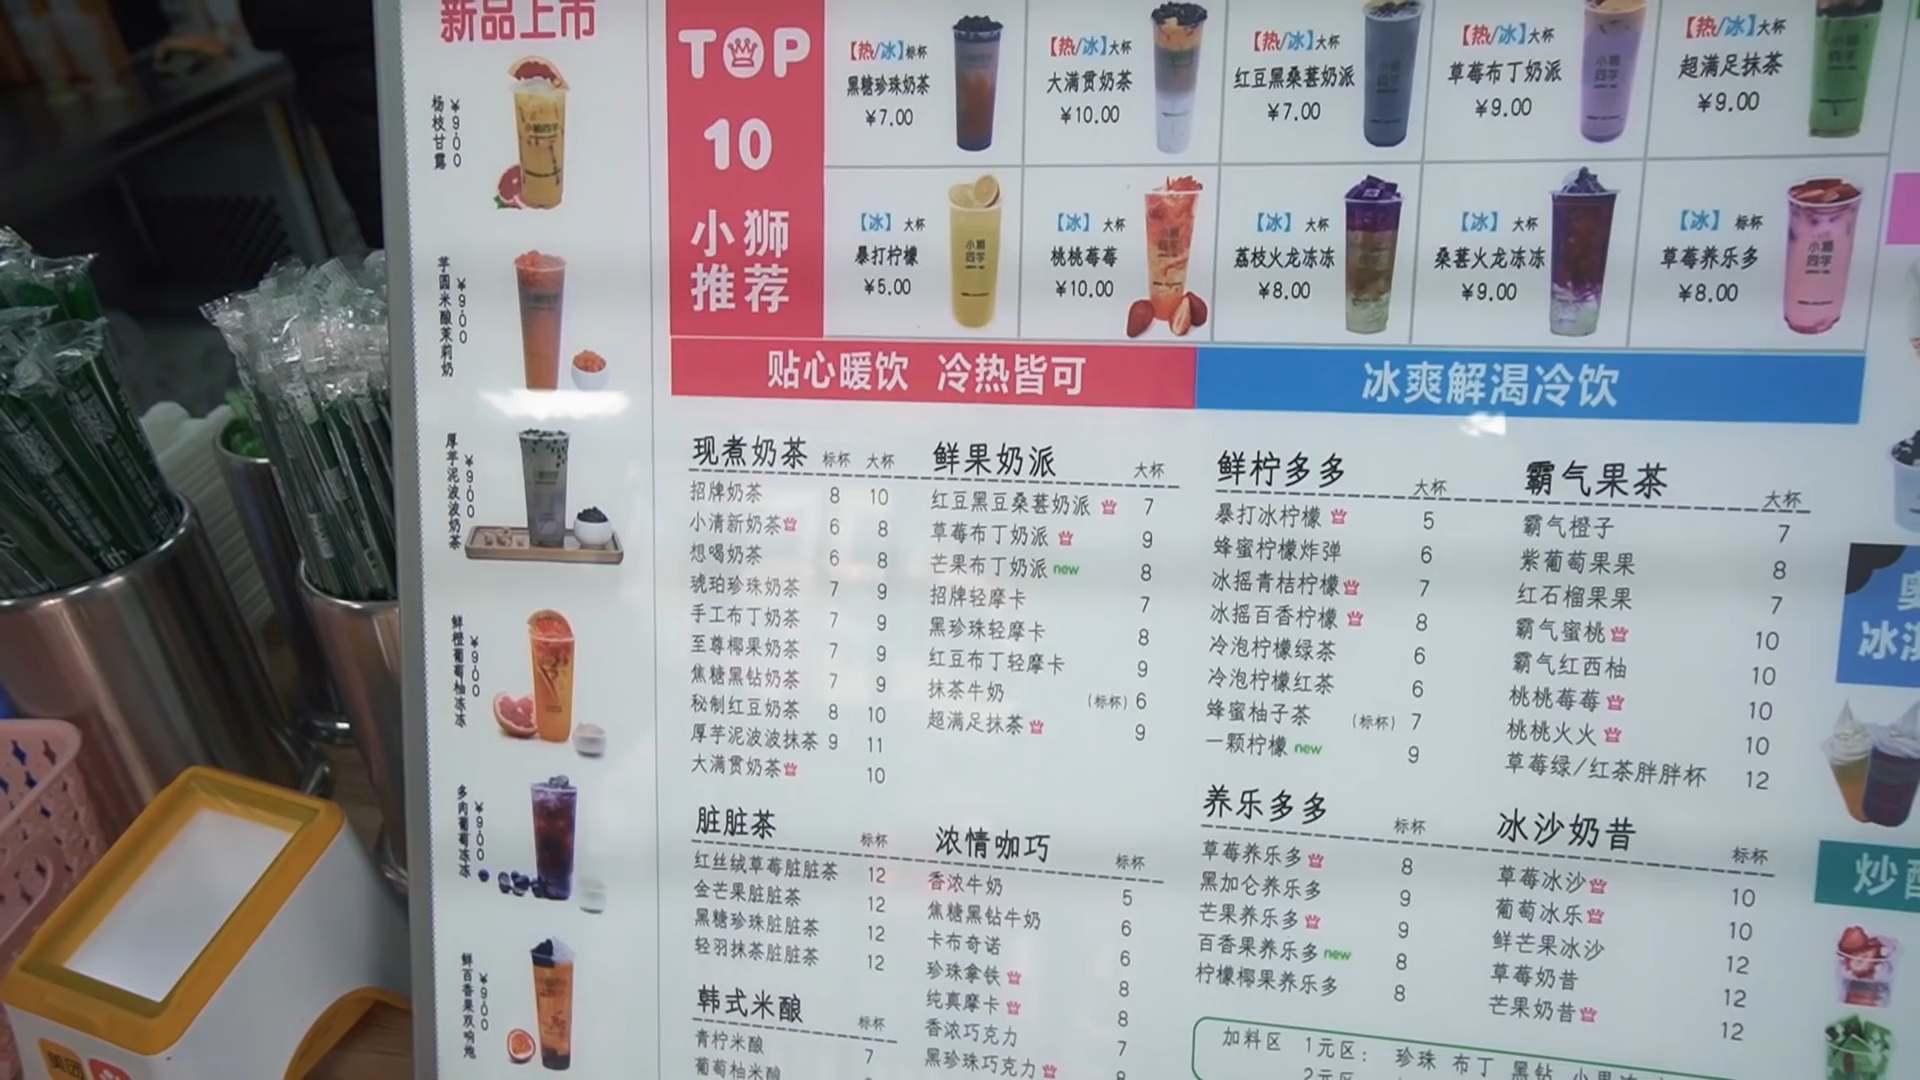 新品上市
杨枝甘露
¥9.00
芋圆米酿茉莉奶
¥9.00
厚芋泥波波奶茶
¥9.00
鲜橙葡萄柚冻冻
¥9.00
多肉葡萄冻冻
¥9.00
鲜百香果双响炮
¥9.00
TOP
10
小狮
推荐
【热/冰】标杯
黑糖珍珠奶茶
¥7.00
【热/冰】大杯
大满贯奶茶
¥10.00
【热/冰】大杯
红豆黑桑葚奶派
¥7.00
【热/冰】大杯
草莓布丁奶派
¥9.00
【热/冰】大杯
超满足抹茶
¥9.00
【冰】 大杯
暴打柠檬
¥5.00
【冰】 大杯
桃桃莓莓
¥10.00
【冰】 大杯
荔枝火龙冻冻
¥8.00
【冰】 大杯
桑葚火龙冻冻
¥9.00
【冰】 标杯
草莓养乐多
¥8.00
贴心暖饮 冷热皆可
冰爽解渴冷饮
现煮奶茶 标杯 大杯
招牌奶茶 8 10
小清新奶茶 6 8
想喝奶茶 6 8
琥珀珍珠奶茶 7 9
手工布丁奶茶 7 9
至尊椰果奶茶 7 9
焦糖黑钻奶茶 7 9
秘制红豆奶茶 8 10
厚芋泥波波抹茶 9 11
大满贯奶茶 10
鲜果奶派 大杯
红豆黑豆桑葚奶派 7
草莓布丁奶派 9
芒果布丁奶派 new 8
招牌轻摩卡 7
黑珍珠轻摩卡 8
红豆布丁轻摩卡 9
抹茶牛奶 (标杯) 6
超满足抹茶 9
鲜柠多多 大杯
暴打冰柠檬 5
蜂蜜柠檬炸弹 6
冰摇青桔柠檬 7
冰摇百香柠檬 8
冷泡柠檬绿茶 6
冷泡柠檬红茶 6
蜂蜜柚子茶 (标杯) 7
一颗柠檬 new 9
霸气果茶 大杯
霸气橙子 7
紫葡萄果果 8
红石榴果果 7
霸气蜜桃 10
霸气红西柚 10
桃桃莓莓 10
桃桃火火 10
草莓绿/红茶胖胖杯 12
脏脏茶 标杯
红丝绒草莓脏脏茶 12
金芒果脏脏茶 12
黑糖珍珠脏脏茶 12
轻羽抹茶脏脏茶 12
浓情咖巧 标杯
香浓牛奶 5
焦糖黑钻牛奶 6
卡布奇诺 6
珍珠拿铁 8
纯真摩卡 8
香浓巧克力 7
黑珍珠巧克力 8
养乐多多 标杯
草莓养乐多 8
黑加仑养乐多 9
芒果养乐多 9
百香果养乐多 new 8
柠檬椰果养乐多 8
冰沙奶昔 标杯
草莓冰沙 10
葡萄冰乐 10
鲜芒果冰沙 12
草莓奶昔 12
芒果奶昔 12
韩式米酿 标杯
青柠米酿 7
葡萄柚米酿
加料区 1元区： 珍珠 布丁 黑钻
2元区
冰淇
炒酸
美团
小狮
四季